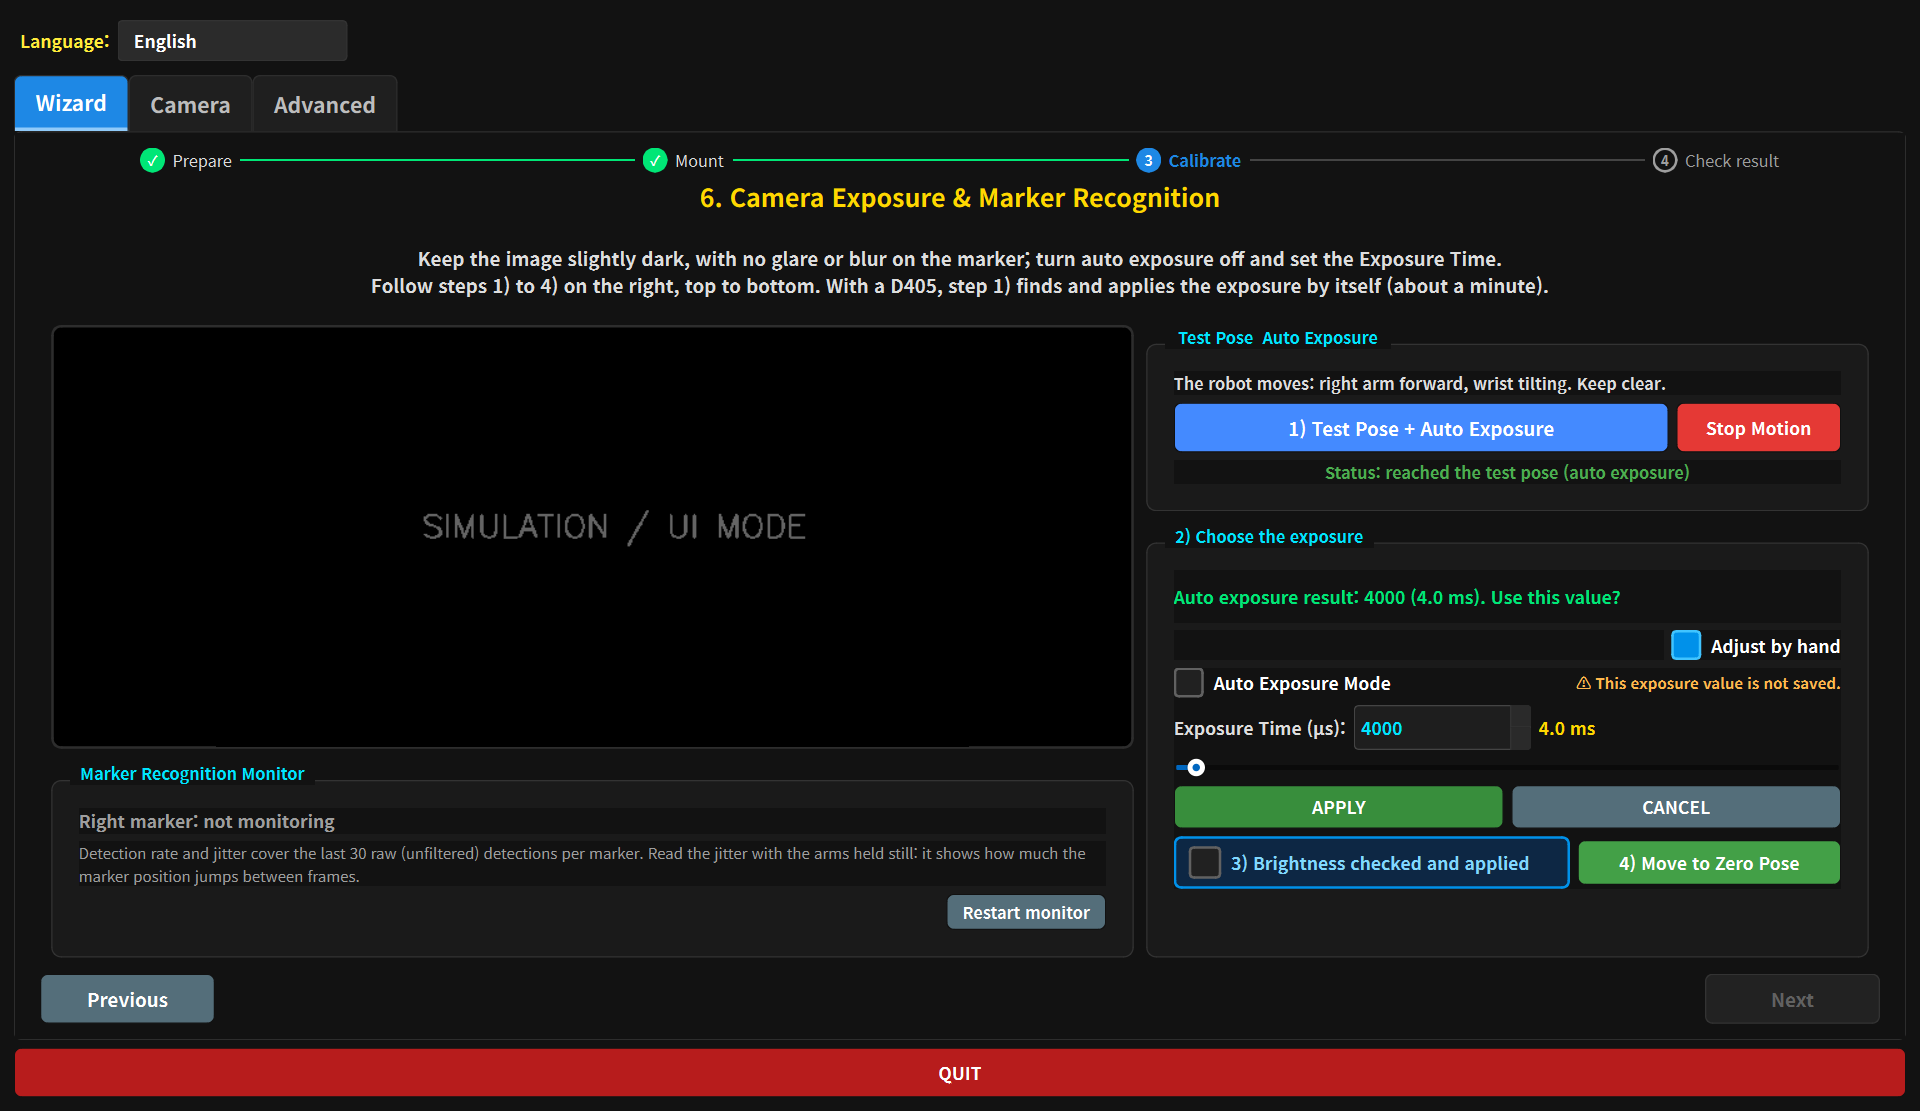 Language: English
Wizard Camera Advanced
✓ Prepare ✓ Mount 3 Calibrate 4 Check result
6. Camera Exposure & Marker Recognition
Keep the image slightly dark, with no glare or blur on the marker; turn auto exposure off and set the Exposure Time.
Follow steps 1) to 4) on the right, top to bottom. With a D405, step 1) finds and applies the exposure by itself (about a minute).
SIMULATION / UI MODE
Marker Recognition Monitor
Right marker: not monitoring
Detection rate and jitter cover the last 30 raw (unfiltered) detections per marker. Read the jitter with the arms held still: it shows how much the
marker position jumps between frames.
Restart monitor
Test Pose Auto Exposure
The robot moves: right arm forward, wrist tilting. Keep clear.
1) Test Pose + Auto Exposure Stop Motion
Status: reached the test pose (auto exposure)
2) Choose the exposure
Auto exposure result: 4000 (4.0 ms). Use this value?
Adjust by hand
Auto Exposure Mode ⚠ This exposure value is not saved.
Exposure Time (µs): 4000 4.0 ms
APPLY CANCEL
3) Brightness checked and applied 4) Move to Zero Pose
Previous Next
QUIT